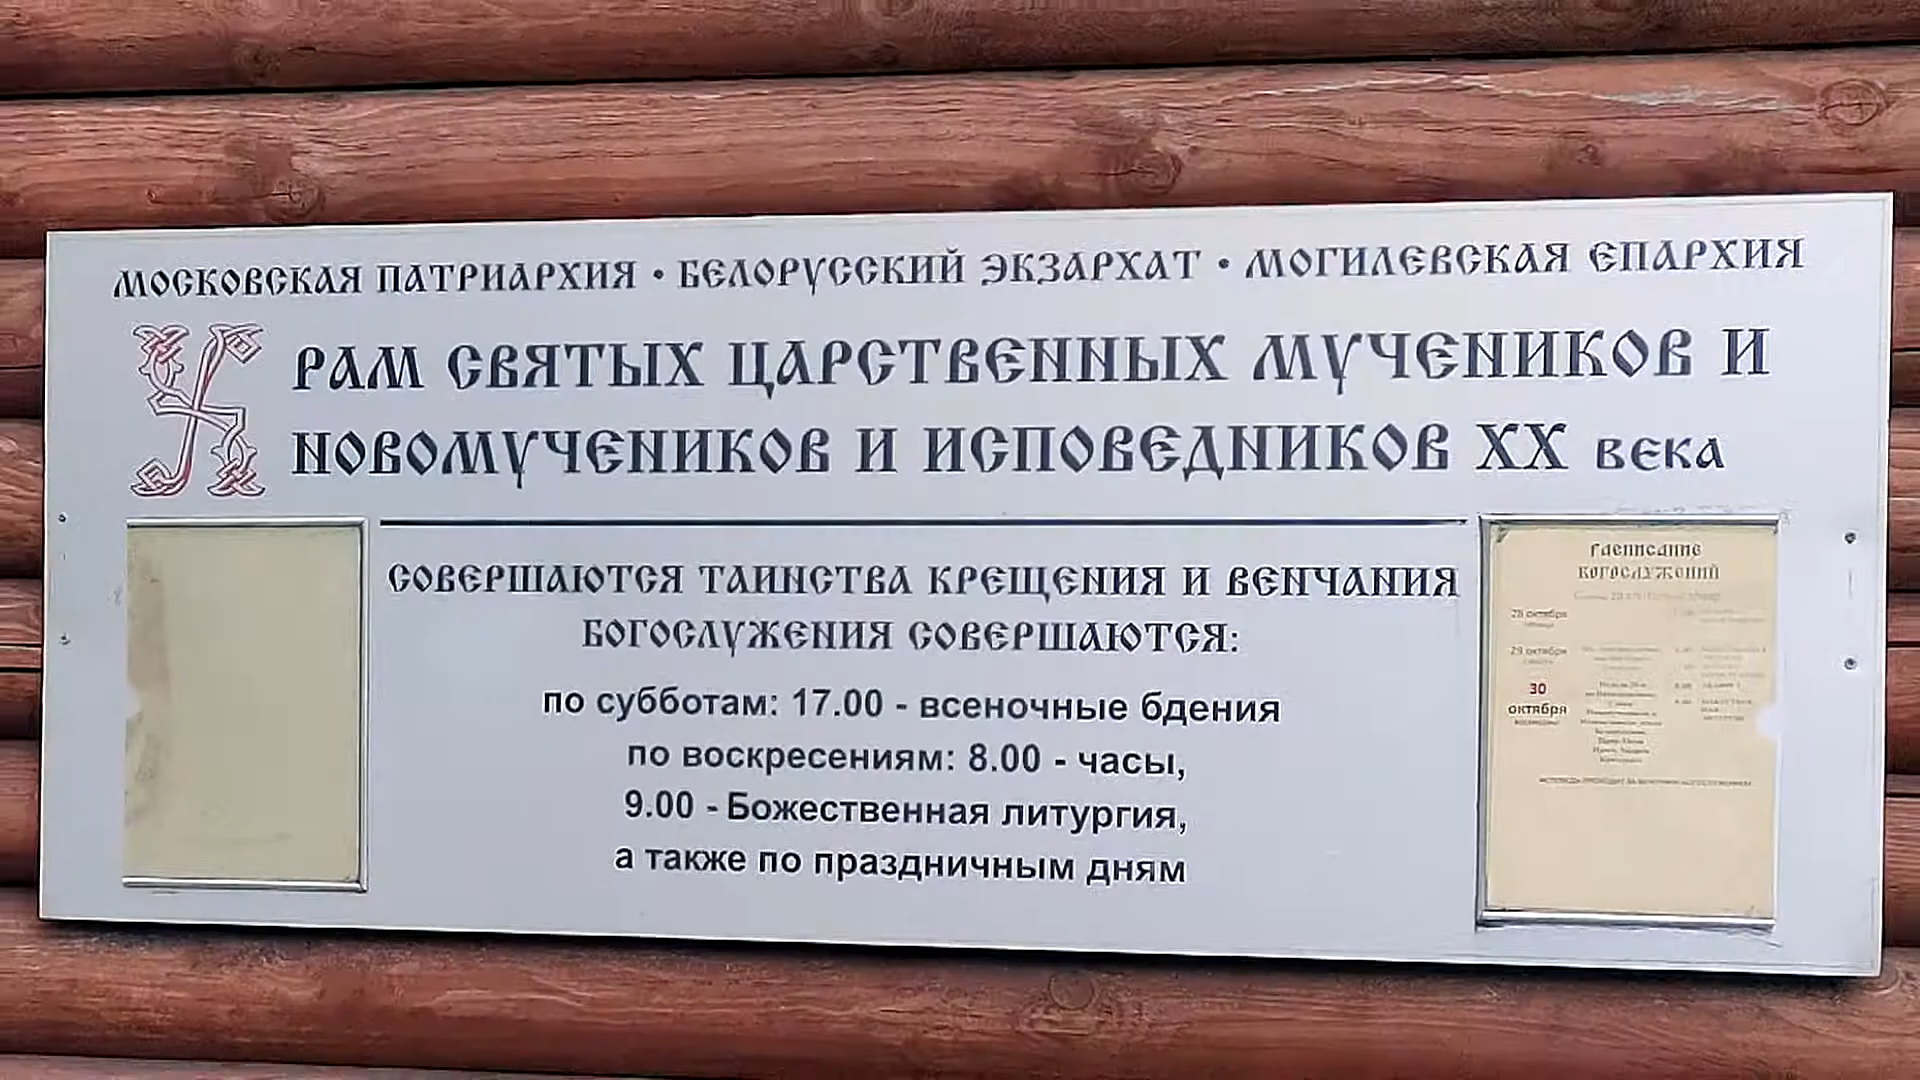 МОСКОВСКАЯ ПАТРИАРХИЯ • БЕЛОРУССКИЙ ЭКЗАРХАТ • МОГИЛЕВСКАЯ ЕПАРХИЯ
ХРАМ СВЯТЫХ ЦАРСТВЕННЫХ МУЧЕНИКОВ И
НОВОМУЧЕНИКОВ И ИСПОВЕДНИКОВ XX века
СОВЕРШАЮТСЯ ТАИНСТВА КРЕЩЕНИЯ И ВЕНЧАНИЯ
БОГОСЛУЖЕНИЯ СОВЕРШАЮТСЯ:
по субботам: 17.00 - всеночные бдения
по воскресениям: 8.00 - часы,
9.00 - Божественная литургия,
а также по праздничным дням
Расписание
богослужений
28 октября
29 октября
30
октября